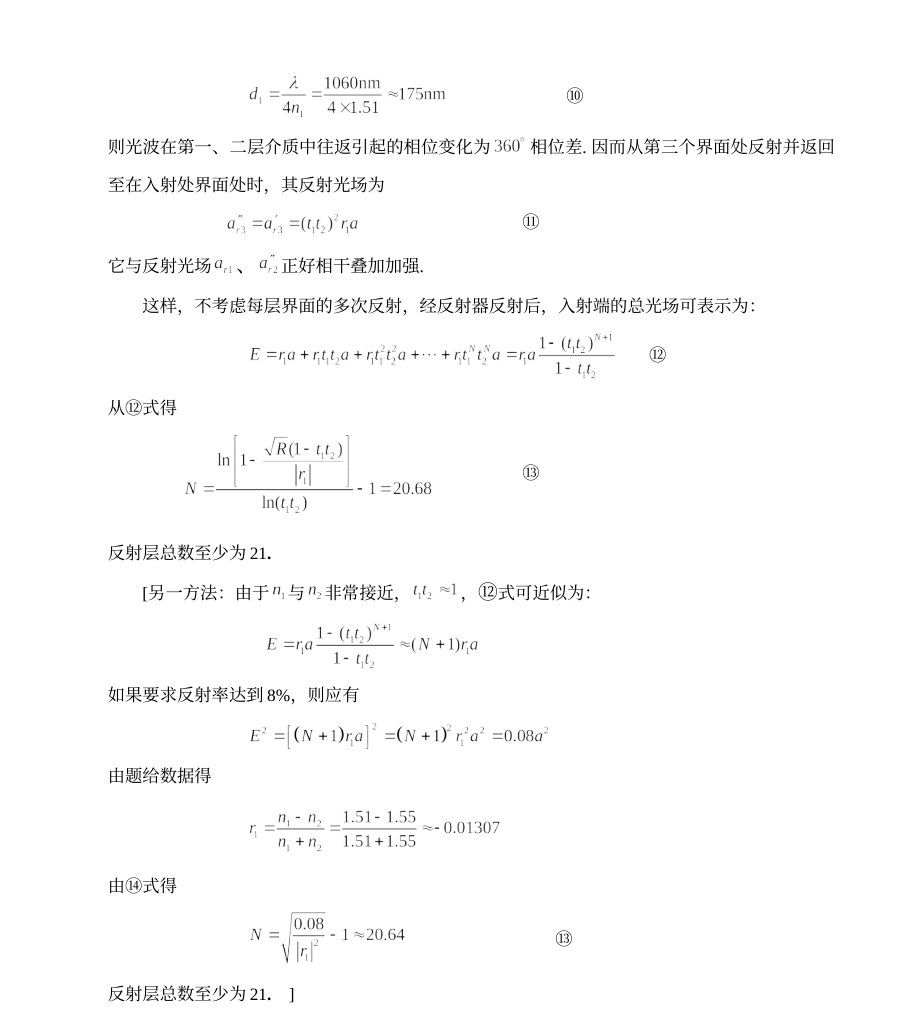 d₁ = λ/(4n₁) = 1060nm/(4×1.51) ≈175nm ⑩
则光波在第一、二层介质中往返引起的相位变化为 360° 相位差. 因而从第三个界面处反射并返回
至在入射处界面处时，其反射光场为
a″_{r3} = a′_{r3} = (t₁t₂)² r₁a ⑪
它与反射光场 a_{r1} 、 a″_{r2} 正好相干叠加加强.
这样，不考虑每层界面的多次反射，经反射器反射后，入射端的总光场可表示为：
E = r₁a + r₁t₁t₂a + r₁t₁²t₂²a + ⋯ + r₁t₁ᴺt₂ᴺa = r₁a (1−(t₁t₂)^{N+1})/(1−t₁t₂) ⑫
从⑫式得
N = ln[1− √R(1−t₁t₂)/|r₁|]/ln(t₁t₂) − 1 = 20.68 ⑬
反射层总数至少为 21.
[另一方法：由于 n₁ 与 n₂ 非常接近， t₁t₂ ≈1 ，⑫式可近似为：
E = r₁a (1−(t₁t₂)^{N+1})/(1−t₁t₂) ≈ (N+1)r₁a
如果要求反射率达到 8%，则应有
E² = [(N+1)r₁a]² = (N+1)² r₁²a² = 0.08a²
由题给数据得
r₁ = (n₁−n₂)/(n₁+n₂) = (1.51−1.55)/(1.51+1.55) ≈ −0.01307
由⑭式得
N = √(0.08/|r₁|²) − 1 ≈ 20.64 ⑬
反射层总数至少为 21. ]